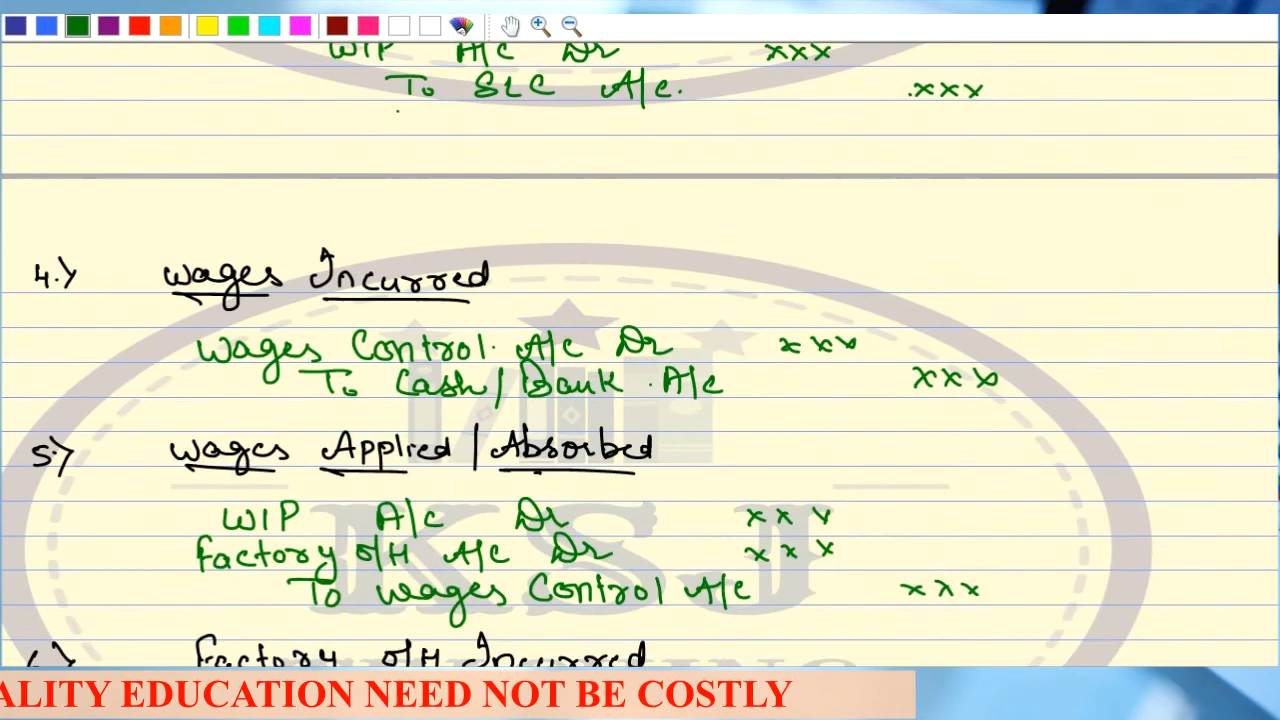 WIP A/c Dr xxx
To SLC A/c. xxx
4.) Wages Incurred
Wages Control A/c Dr xxx
To Cash/Bank A/c xxx
5.) Wages Applied / Absorbed
WIP A/c Dr xxx
Factory o/H A/c Dr xxx
To Wages Control A/c xxx
Factory o/H Incurred
KSJ
ALITY EDUCATION NEED NOT BE COSTLY